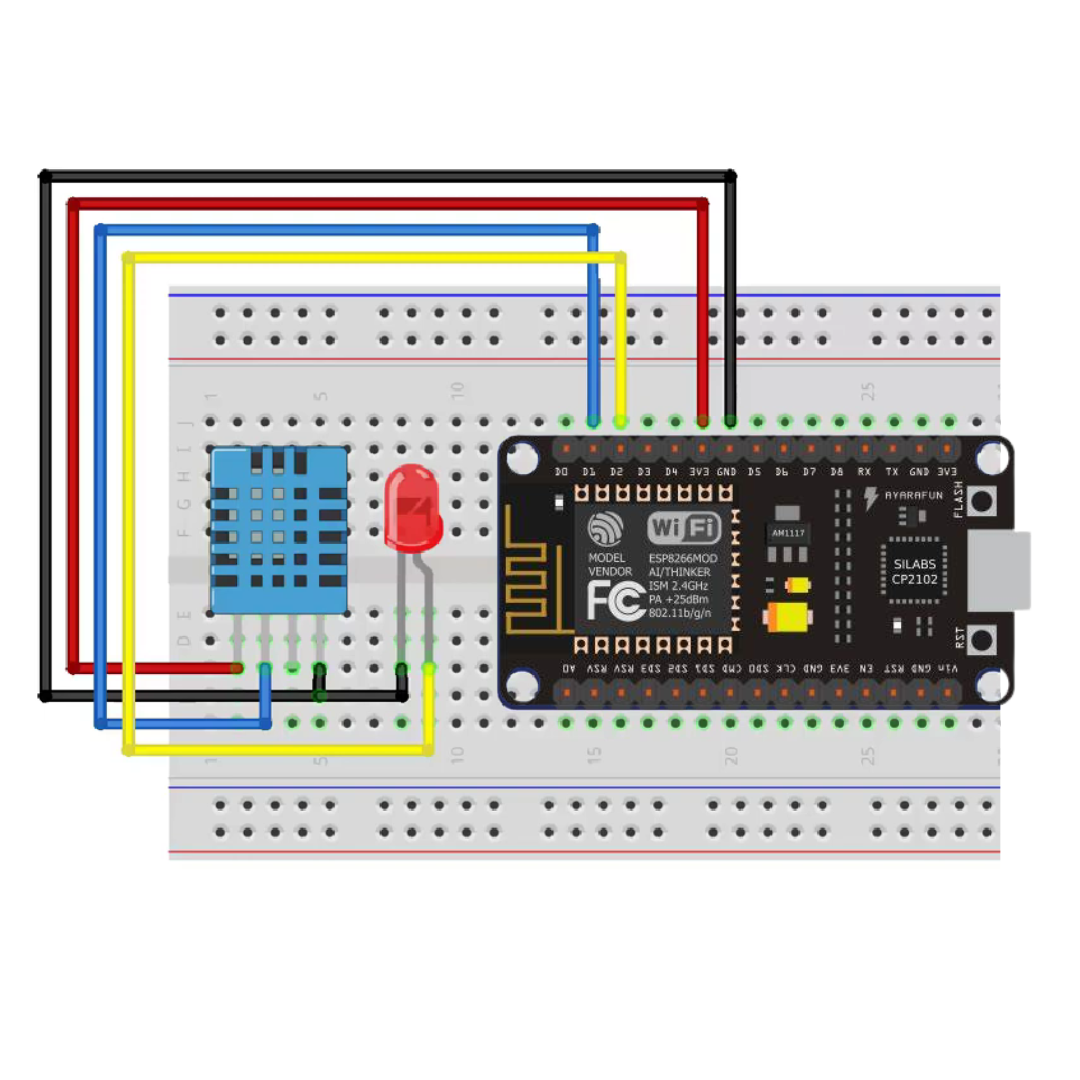 1 5 10 25
J
I
H
G
F
D0 D1 D2 D3 D4 3V3 GND D5 D6 D7 D8 RX TX GND 3V3
AYARAFUN
FLASH
WiFi
AM1117
MODEL
VENDOR
ESP8266MOD
AI/THINKER
ISM 2.4GHz
PA +25dBm
802.11b/g/n
FC
SILABS
CP2102
RST
E
D
A0 RSV RSV SD3 SD2 SD1 CMD SD0 CLK GND 3V3 EN RST GND Vin
1 5 10 15 20 25